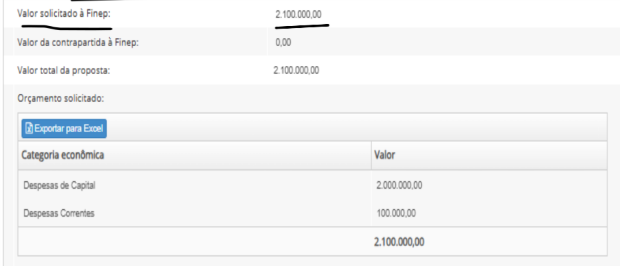 Valor solicitado à Finep: 2.100.000,00
Valor da contrapartida à Finep: 0,00
Valor total da proposta: 2.100.000,00
Orçamento solicitado:
Exportar para Excel
Categoria econômica Valor
Despesas de Capital 2.000.000,00
Despesas Correntes 100.000,00
2.100.000,00